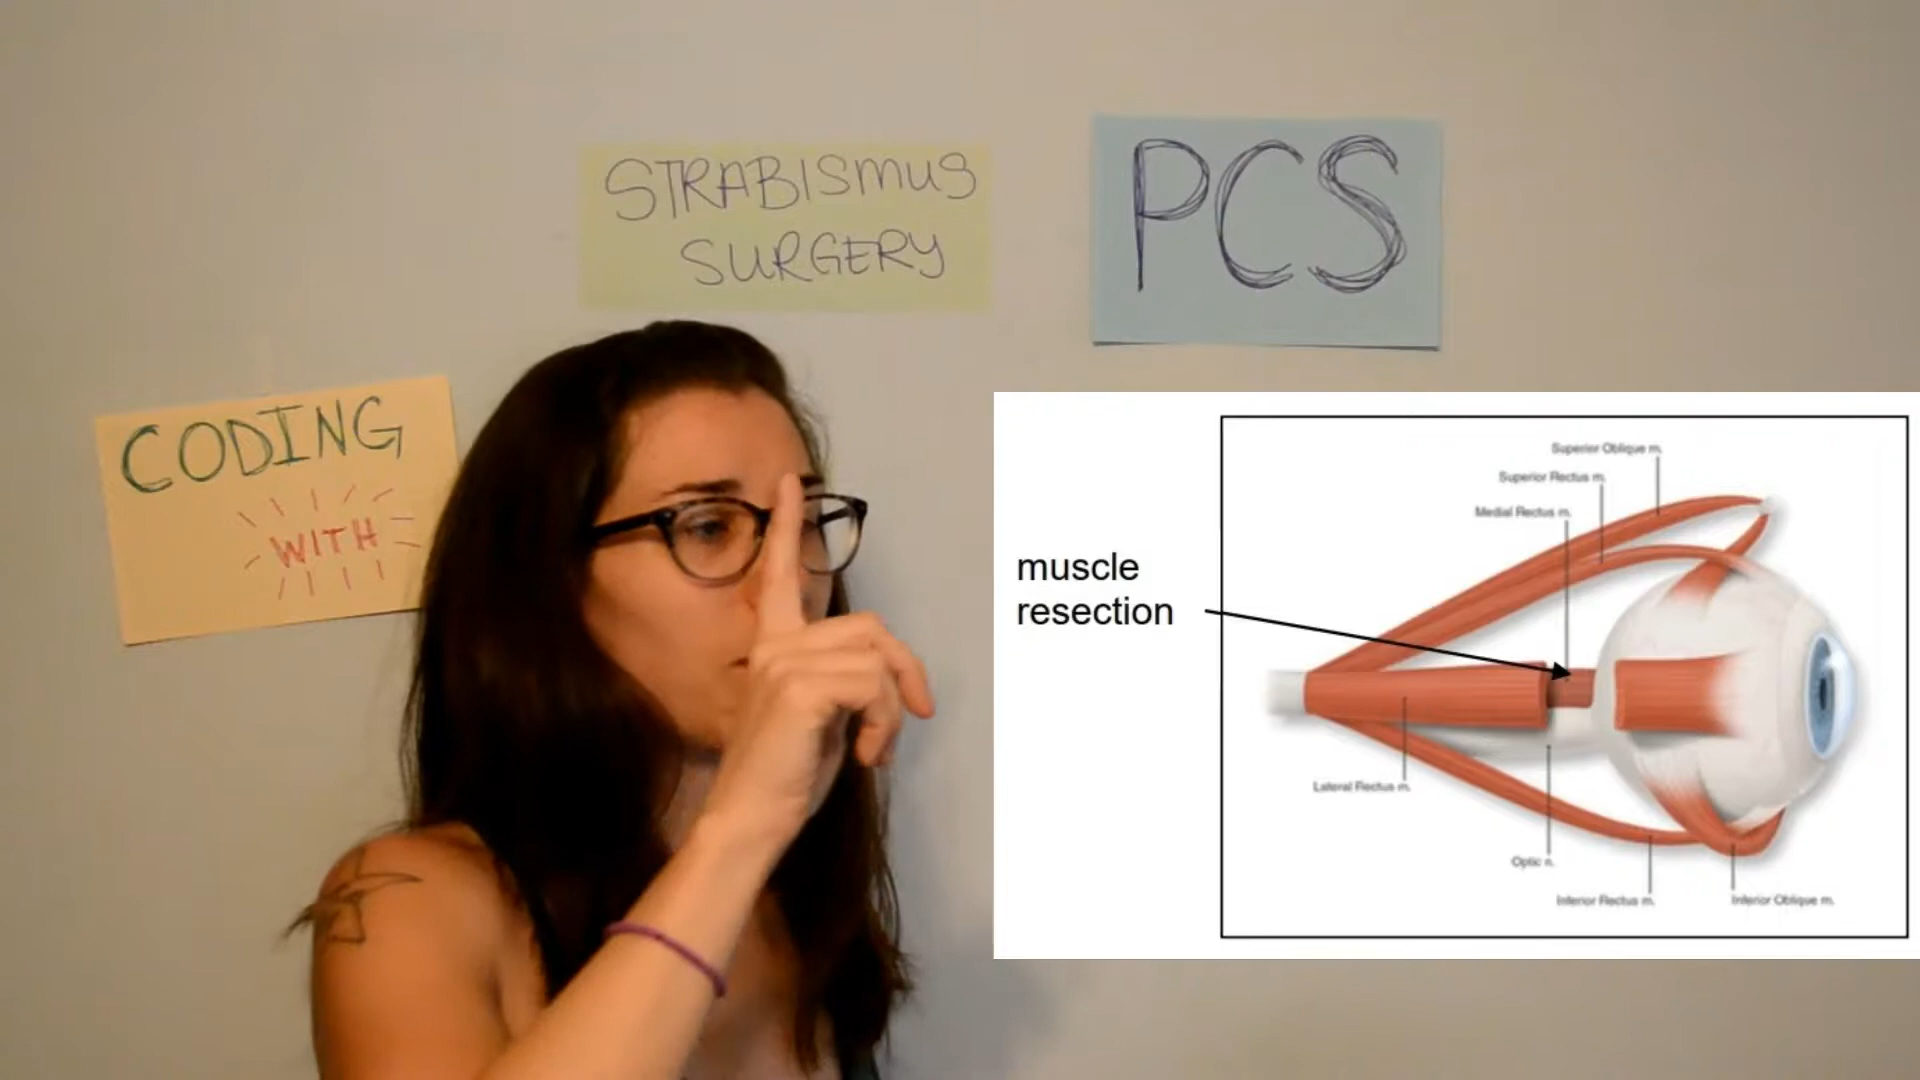 STRABISMUS
SURGERY
PCS
CODING
WITH
muscle
resection
Superior Oblique m.
Superior Rectus m.
Medial Rectus m.
Lateral Rectus m.
Optic n.
Inferior Rectus m.
Inferior Oblique m.